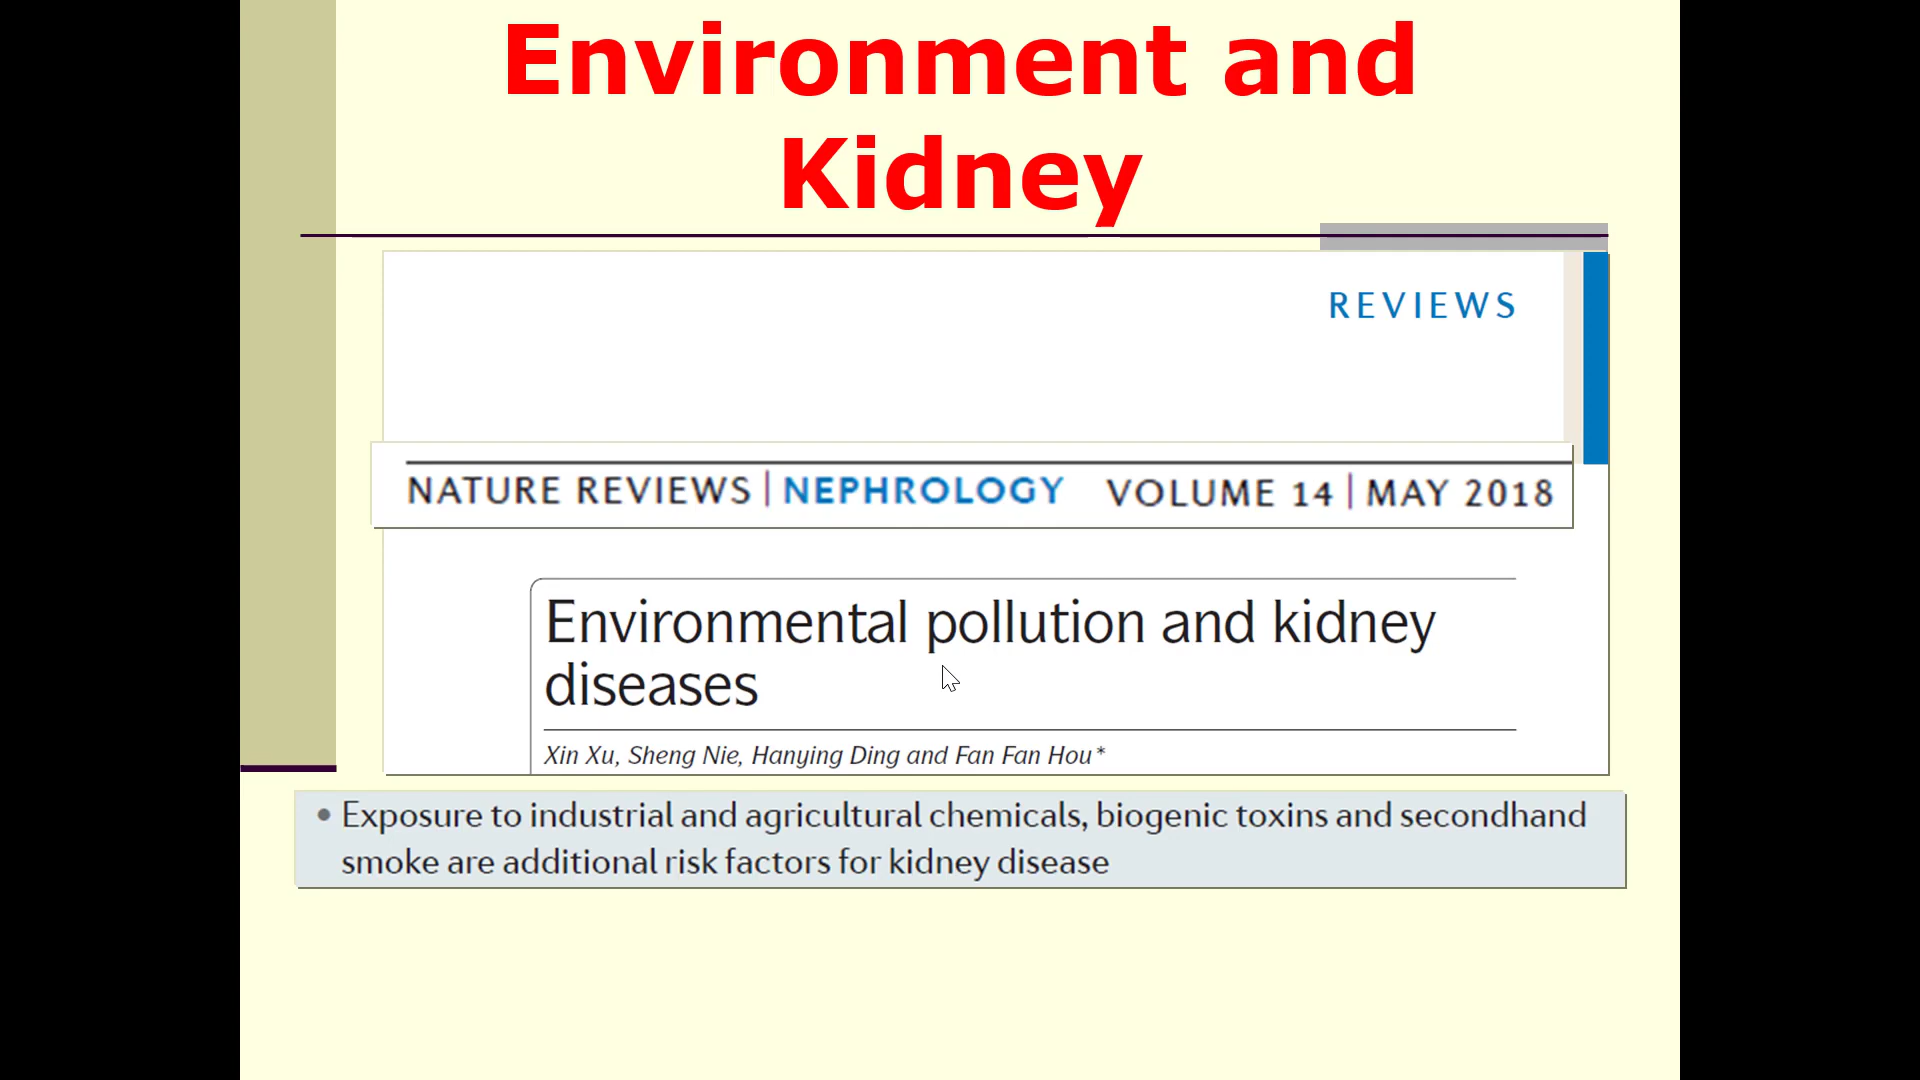 Environment and
Kidney
REVIEWS
NATURE REVIEWS | NEPHROLOGY VOLUME 14 | MAY 2018
Environmental pollution and kidney
diseases
Xin Xu, Sheng Nie, Hanying Ding and Fan Fan Hou*
• Exposure to industrial and agricultural chemicals, biogenic toxins and secondhand
smoke are additional risk factors for kidney disease